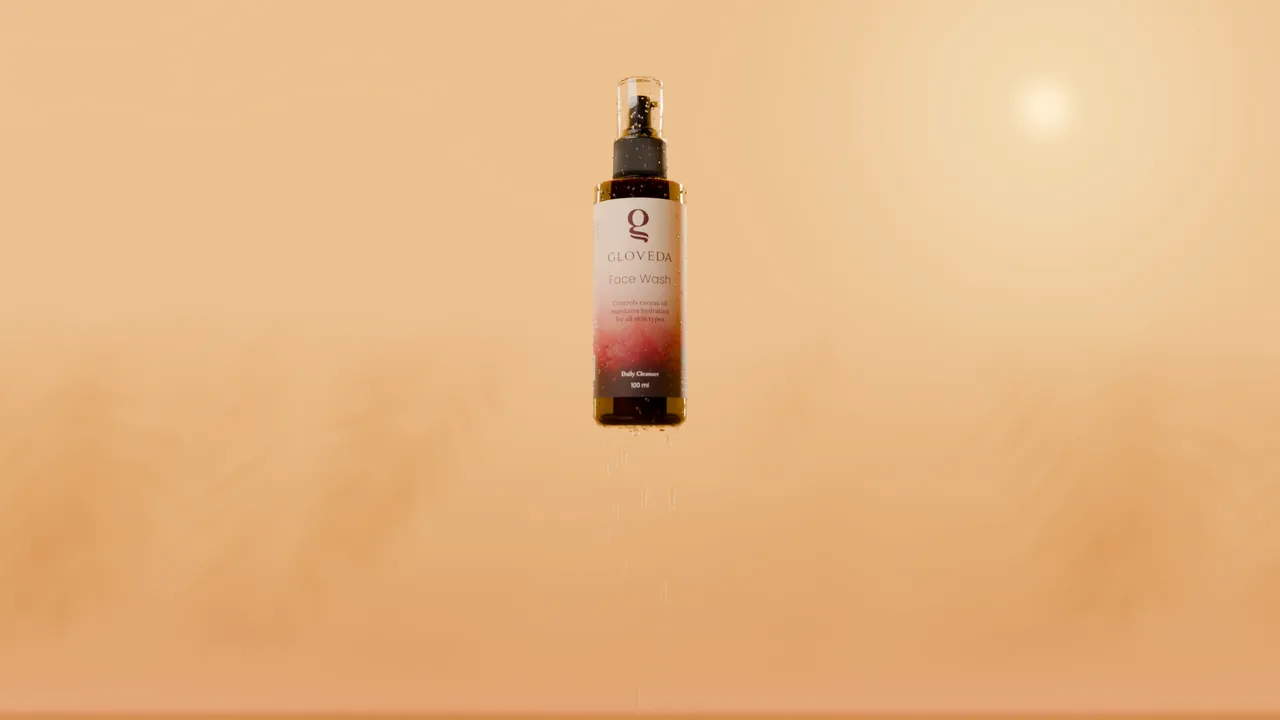 g
GLOVEDA
Face Wash
Controls excess oil
maintains hydration
for all skin types
Daily Cleanser
100 ml